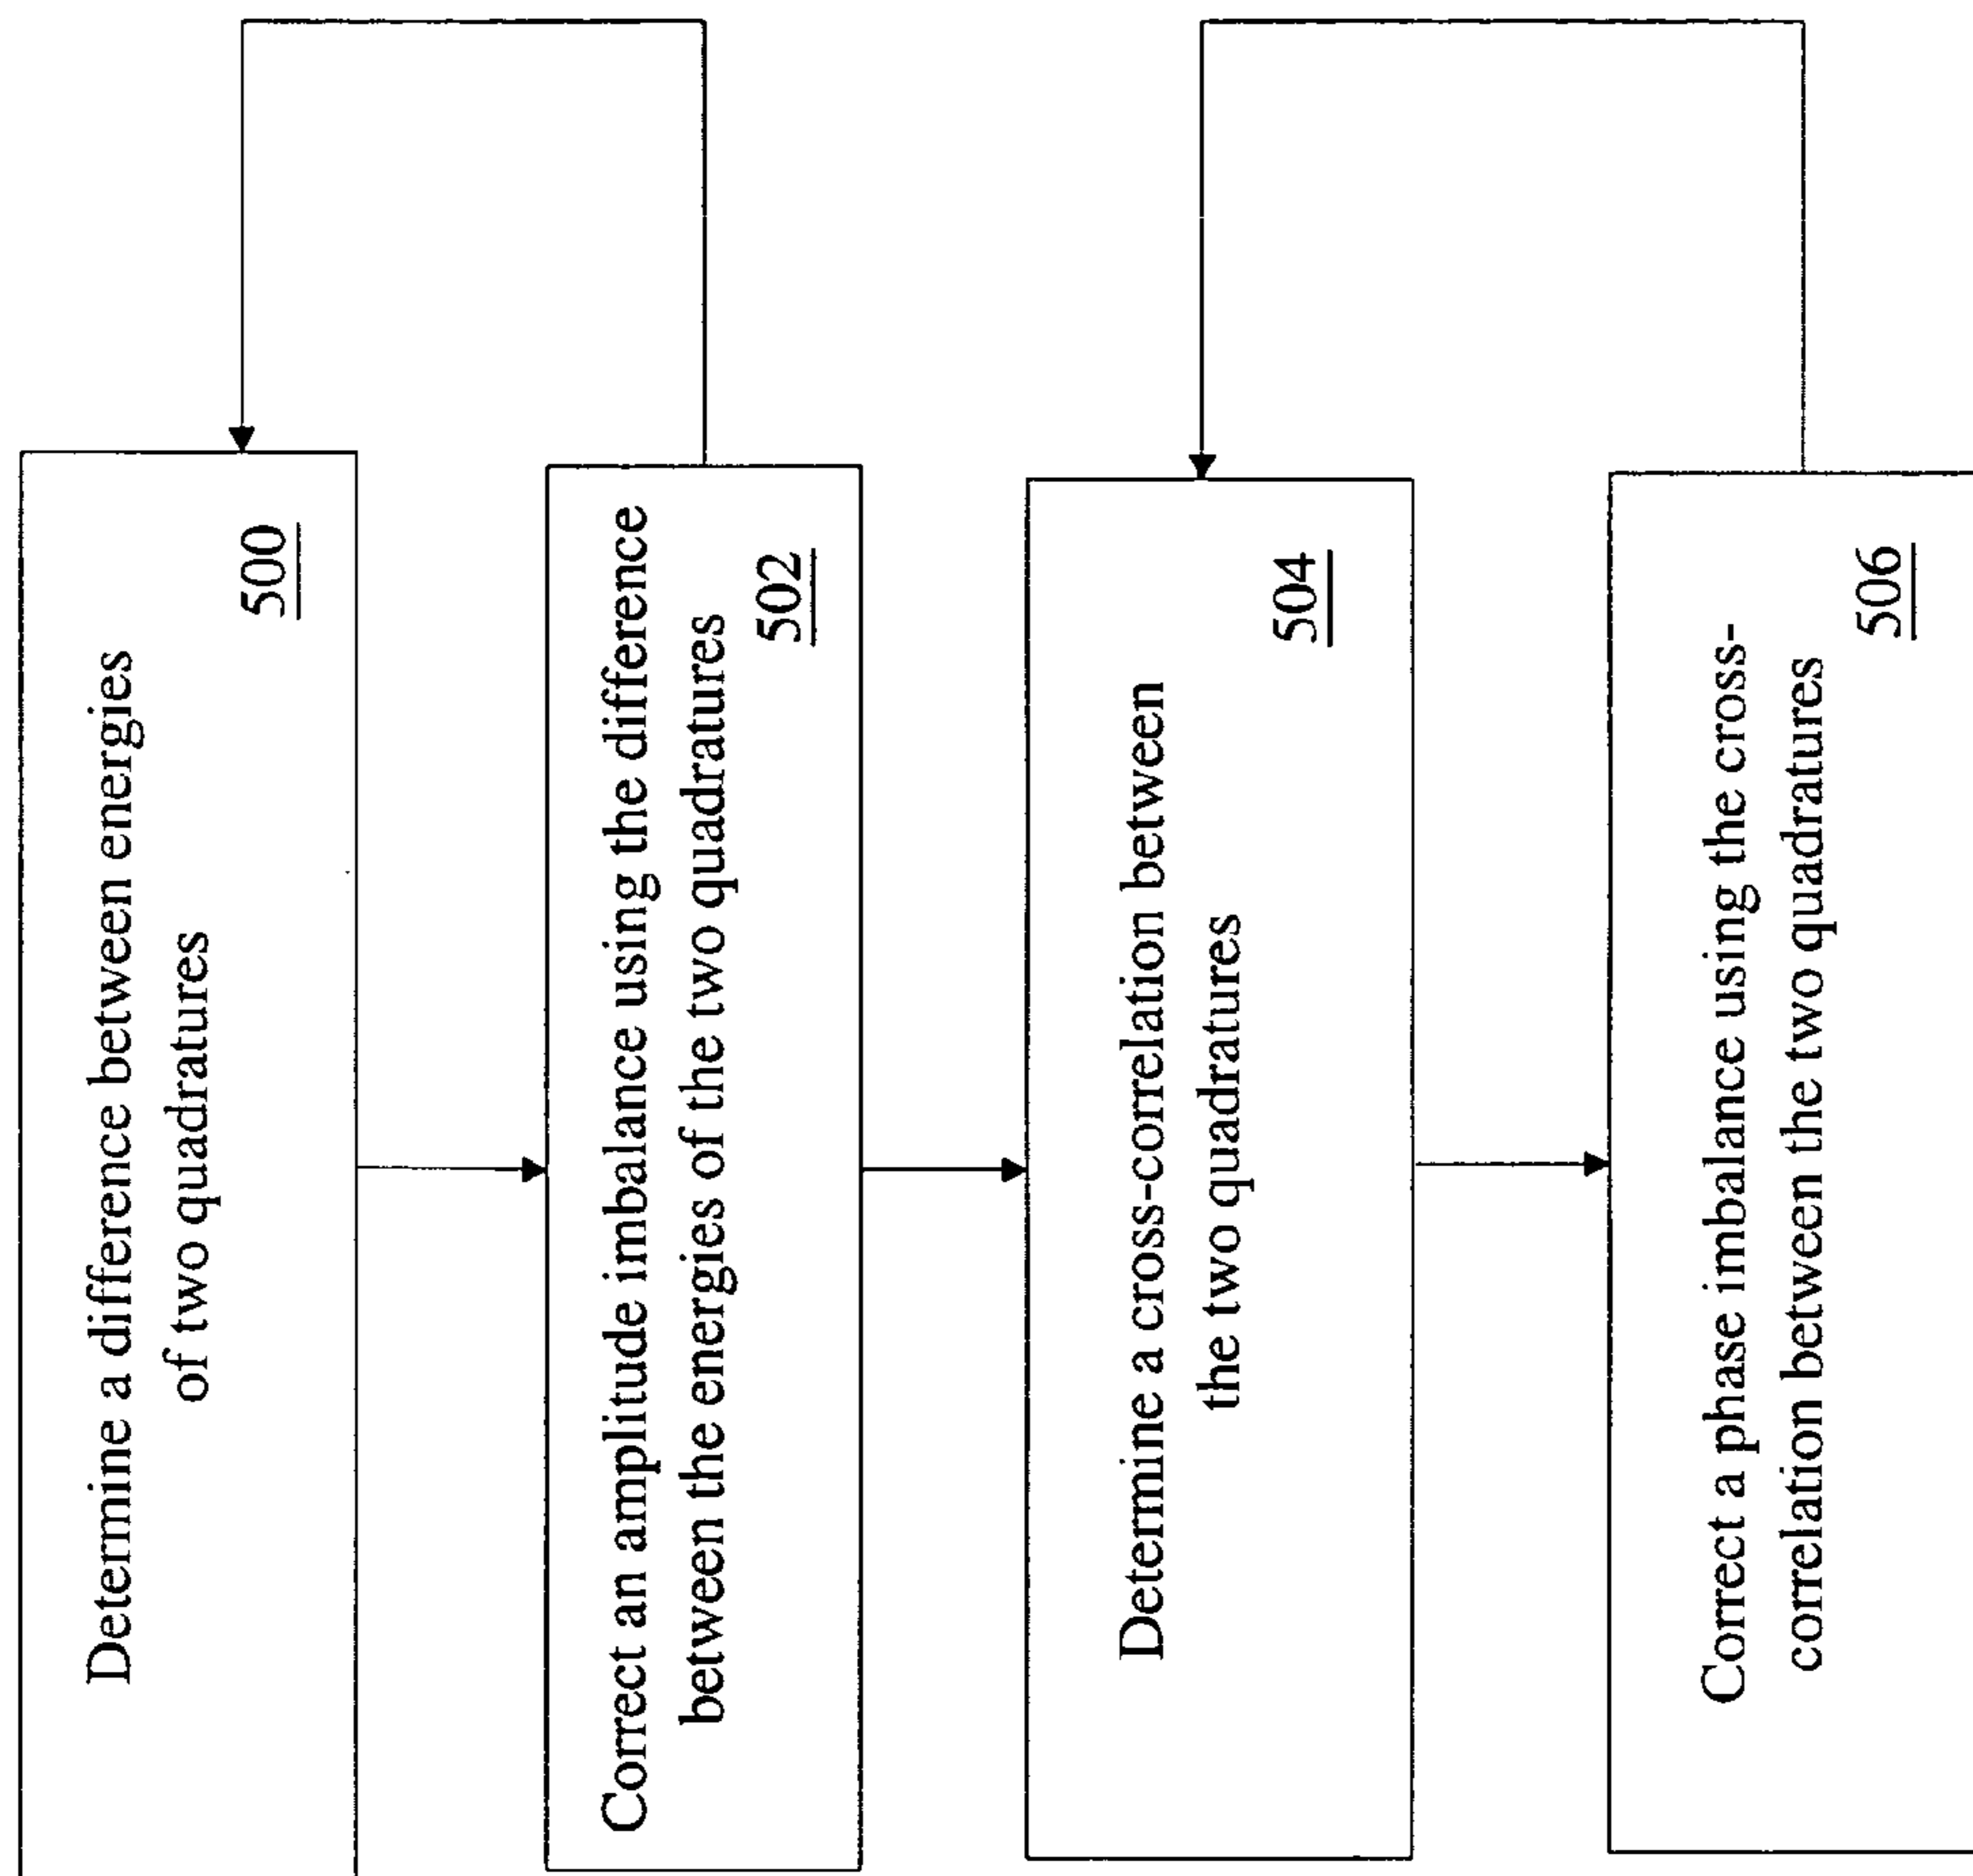 Determine a difference between energies
of two quadratures
500
Correct an amplitude imbalance using the difference
between the energies of the two quadratures
502
Determine a cross-correlation between
the two quadratures
504
Correct a phase imbalance using the cross-
correlation between the two quadratures
506